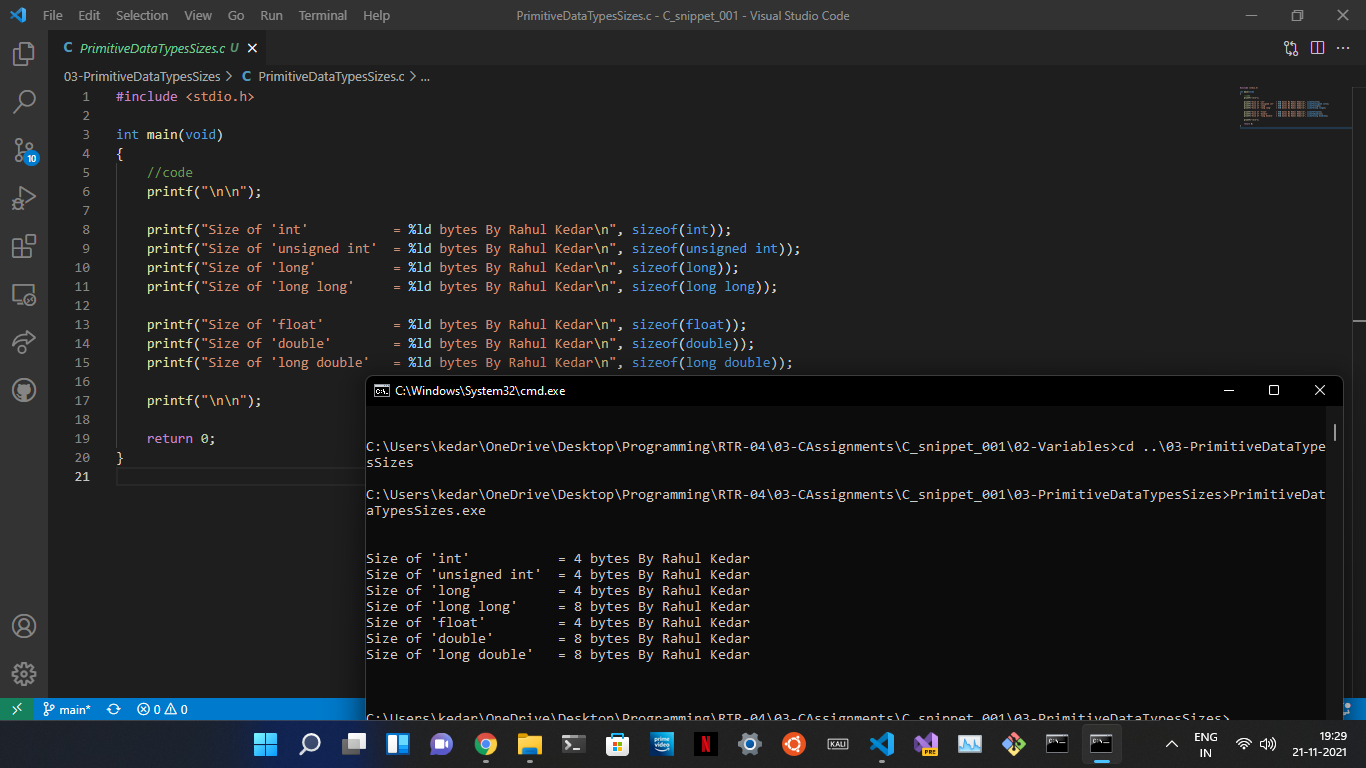 File Edit Selection View Go Run Terminal Help PrimitiveDataTypesSizes.c - C_snippet_001 - Visual Studio Code
C PrimitiveDataTypesSizes.c U
03-PrimitiveDataTypesSizes > C PrimitiveDataTypesSizes.c > ...
1 #include <stdio.h>
2
3 int main(void)
4 {
5 //code
6 printf("\n\n");
7
8 printf("Size of 'int' = %ld bytes By Rahul Kedar\n", sizeof(int));
9 printf("Size of 'unsigned int' = %ld bytes By Rahul Kedar\n", sizeof(unsigned int));
10 printf("Size of 'long' = %ld bytes By Rahul Kedar\n", sizeof(long));
11 printf("Size of 'long long' = %ld bytes By Rahul Kedar\n", sizeof(long long));
12
13 printf("Size of 'float' = %ld bytes By Rahul Kedar\n", sizeof(float));
14 printf("Size of 'double' = %ld bytes By Rahul Kedar\n", sizeof(double));
15 printf("Size of 'long double' = %ld bytes By Rahul Kedar\n", sizeof(long double));
16
17 printf("\n\n");
18
19 return 0;
20 }
21
10
C:\Windows\System32\cmd.exe
C:\Users\kedar\OneDrive\Desktop\Programming\RTR-04\03-CAssignments\C_snippet_001\02-Variables>cd ..\03-PrimitiveDataType
sSizes
C:\Users\kedar\OneDrive\Desktop\Programming\RTR-04\03-CAssignments\C_snippet_001\03-PrimitiveDataTypesSizes>PrimitiveDat
aTypesSizes.exe
Size of 'int' = 4 bytes By Rahul Kedar
Size of 'unsigned int' = 4 bytes By Rahul Kedar
Size of 'long' = 4 bytes By Rahul Kedar
Size of 'long long' = 8 bytes By Rahul Kedar
Size of 'float' = 4 bytes By Rahul Kedar
Size of 'double' = 8 bytes By Rahul Kedar
Size of 'long double' = 8 bytes By Rahul Kedar
C:\Users\kedar\OneDrive\Desktop\Programming\RTR-04\03-CAssignments\C_snippet_001\03-PrimitiveDataTypesSizes>
main* 0 0
prime video
N
KALI
PRE
ENG
IN
19:29
21-11-2021